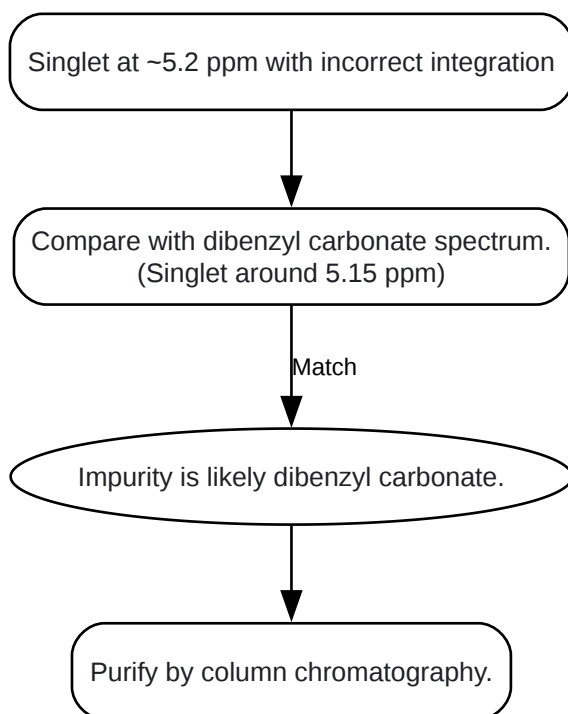 Singlet at ~5.2 ppm with incorrect integration
Compare with dibenzyl carbonate spectrum.
(Singlet around 5.15 ppm)
Match
Impurity is likely dibenzyl carbonate.
Purify by column chromatography.